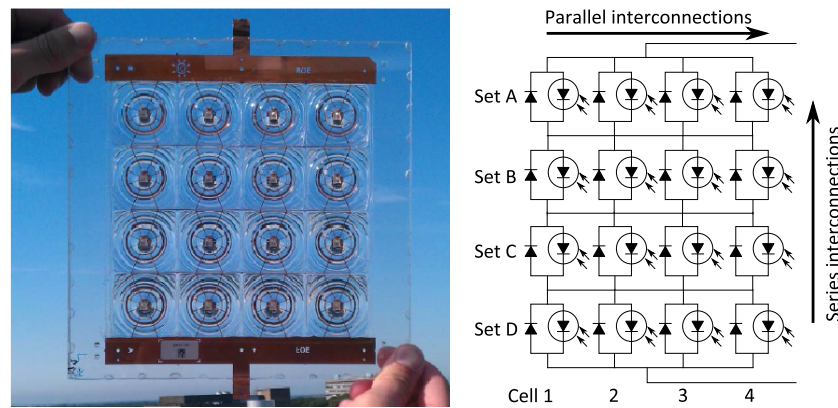 Parallel interconnections
Set A
Set B
Set C
Set D
Cell 1 2 3 4
Series interconnections